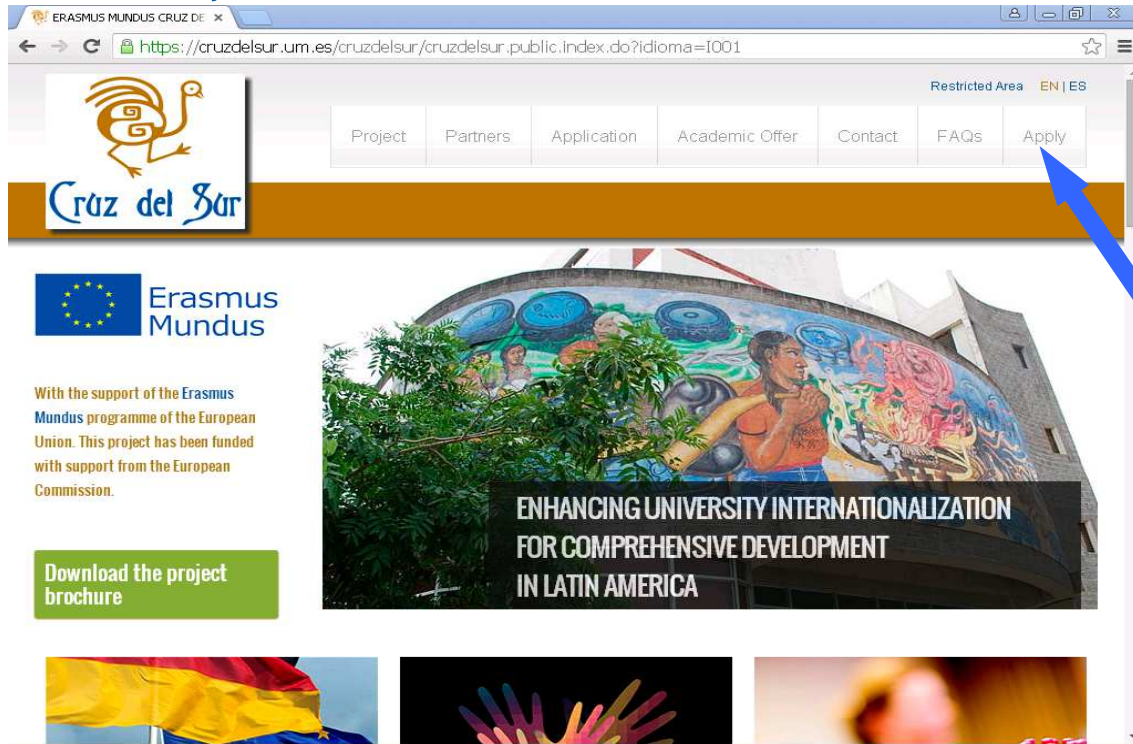 ERASMUS MUNDUS CRUZ DE
https://cruzdelsur.um.es/cruzdelsur/cruzdelsur.public.index.do?idioma=I001
Restricted Area EN | ES
Project Partners Application Academic Offer Contact FAQs Apply
Cruz del Sur
Erasmus
Mundus
With the support of the Erasmus
Mundus programme of the European
Union. This project has been funded
with support from the European
Commission.
ENHANCING UNIVERSITY INTERNATIONALIZATION
FOR COMPREHENSIVE DEVELOPMENT
IN LATIN AMERICA
Download the project
brochure